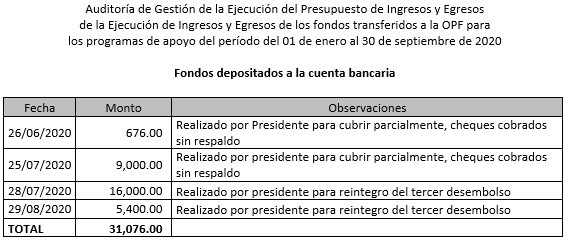 Auditoría de Gestión de la Ejecución del Presupuesto de Ingresos y Egresos
de la Ejecución de Ingresos y Egresos de los fondos transferidos a la OPF para
los programas de apoyo del período del 01 de enero al 30 de septiembre de 2020
Fondos depositados a la cuenta bancaria
Fecha Monto Observaciones
26/06/2020 676.00 Realizado por Presidente para cubrir parcialmente, cheques cobrados
sin respaldo
25/07/2020 9,000.00 Realizado por presidente para cubrir parcialmente, cheques cobrados
sin respaldo
28/07/2020 16,000.00 Realizado por presidente para reintegro del tercer desembolso
29/08/2020 5,400.00 Realizado por presidente para reintegro del tercer desembolso
TOTAL 31,076.00